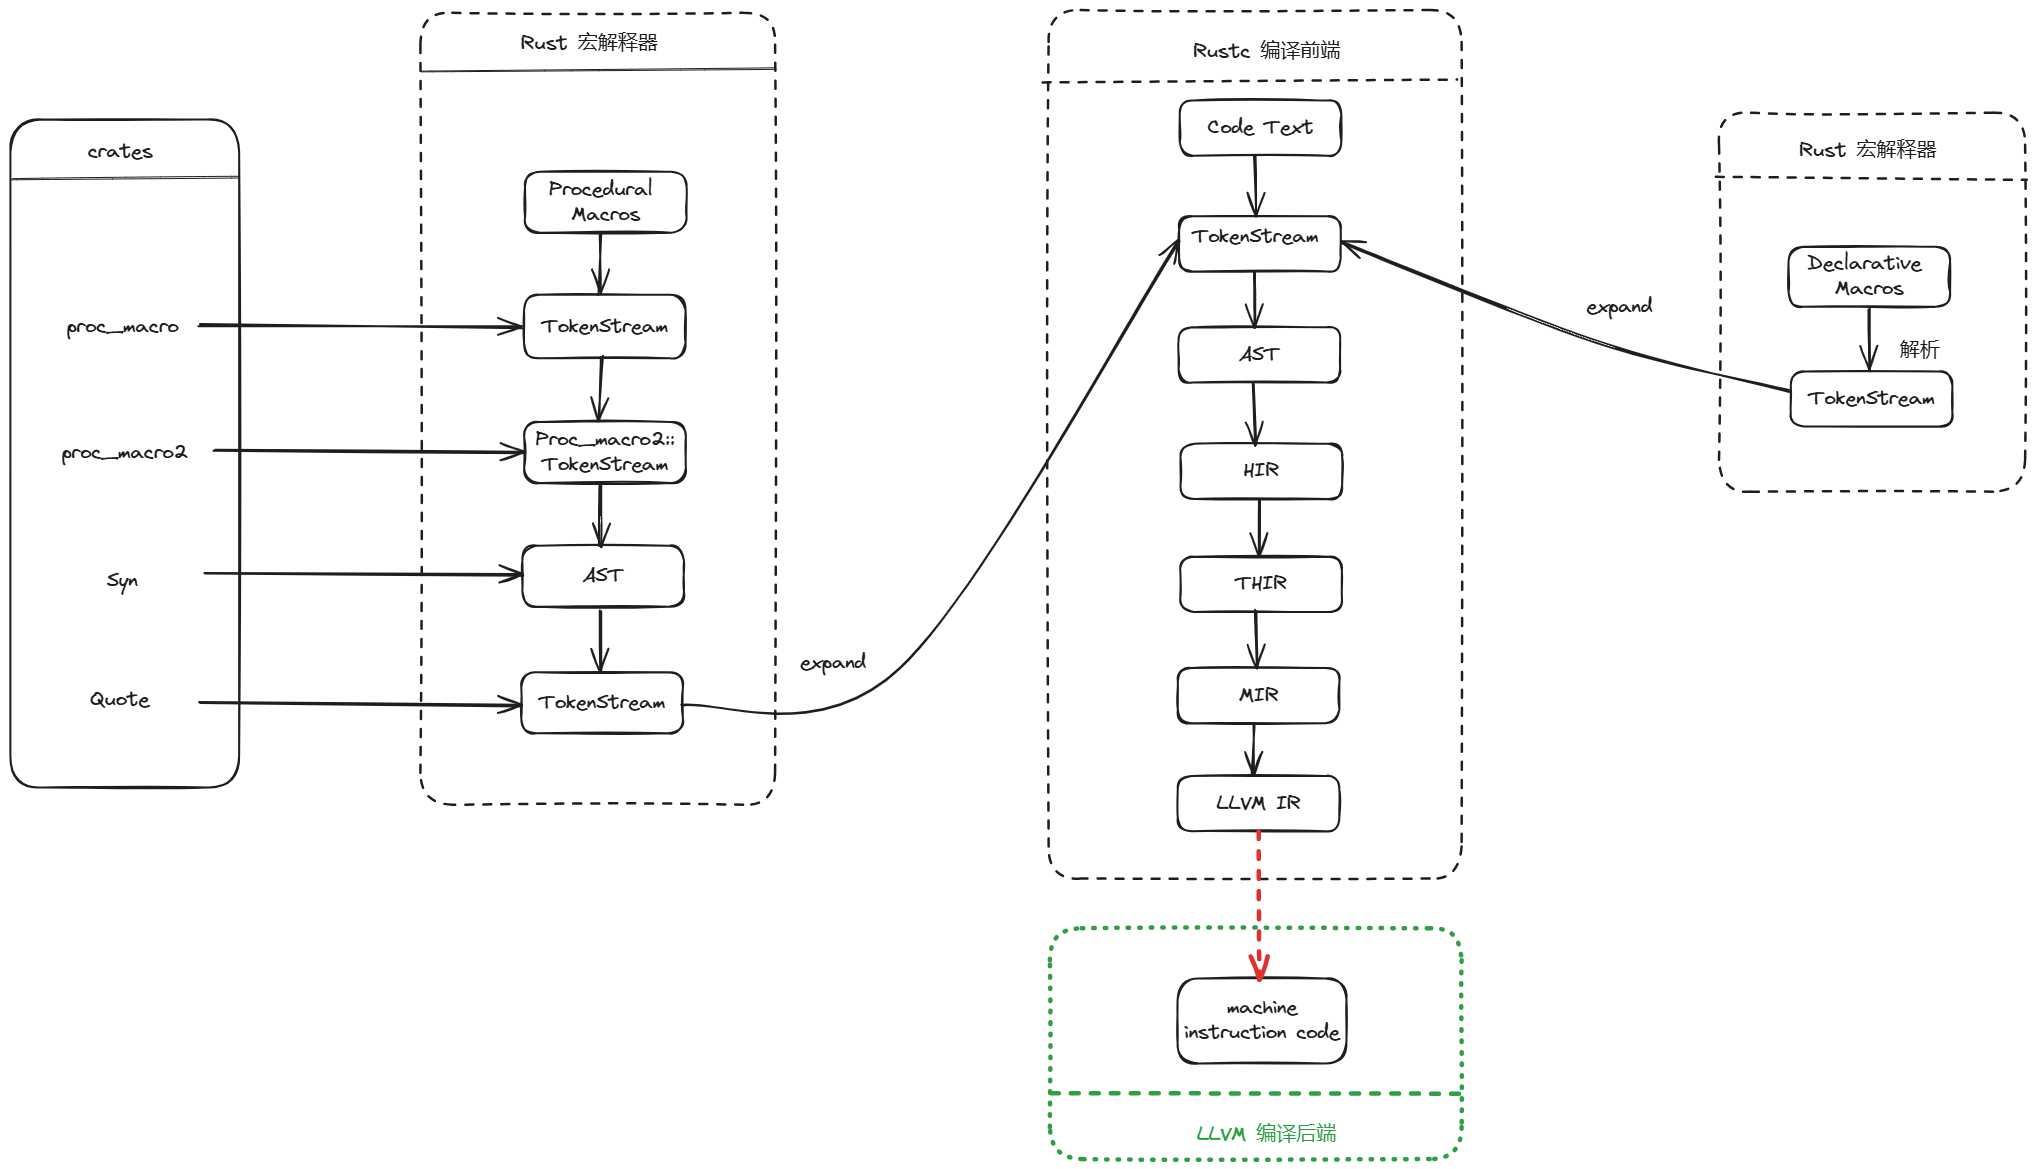 crates
proc_macro
proc_macro2
Syn
Quote
Rust 宏解释器
Procedural
Macros
TokenStream
Proc_macro2::
TokenStream
AST
TokenStream
expand
Rustc 编译前端
Code Text
TokenStream
AST
HIR
THIR
MIR
LLVM IR
machine
instruction code
LLVM 编译后端
expand
Rust 宏解释器
Declarative
Macros
解析
TokenStream